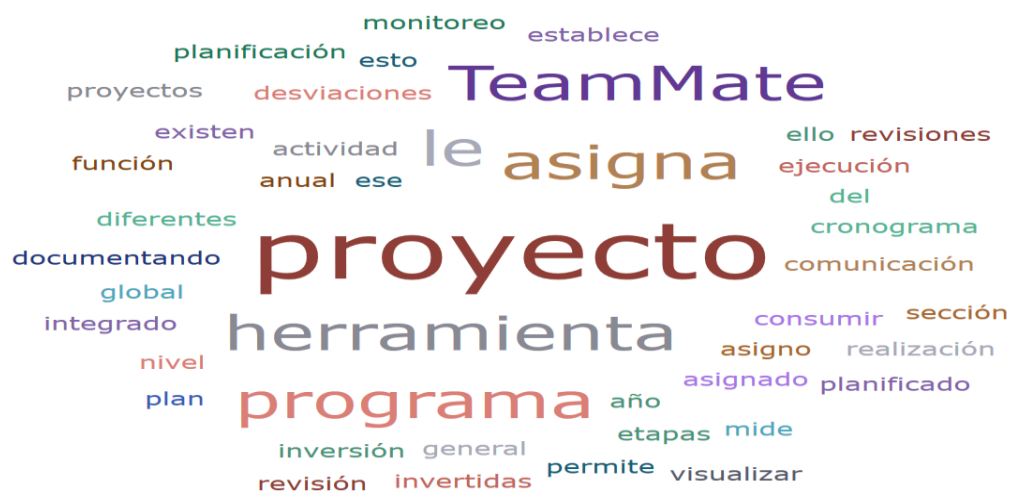 monitoreo
establece
planificación
esto
TeamMate
proyectos
desviaciones
existen
actividad
le
asigna
ello
revisiones
función
anual
ese
ejecución
del
diferentes
cronograma
proyecto
documentando
comunicación
global
integrado
herramienta
consumir
sección
nivel
asigno
realización
plan
programa
año
asignado
planificado
etapas
mide
inversión
general
permite
visualizar
revisión
invertidas